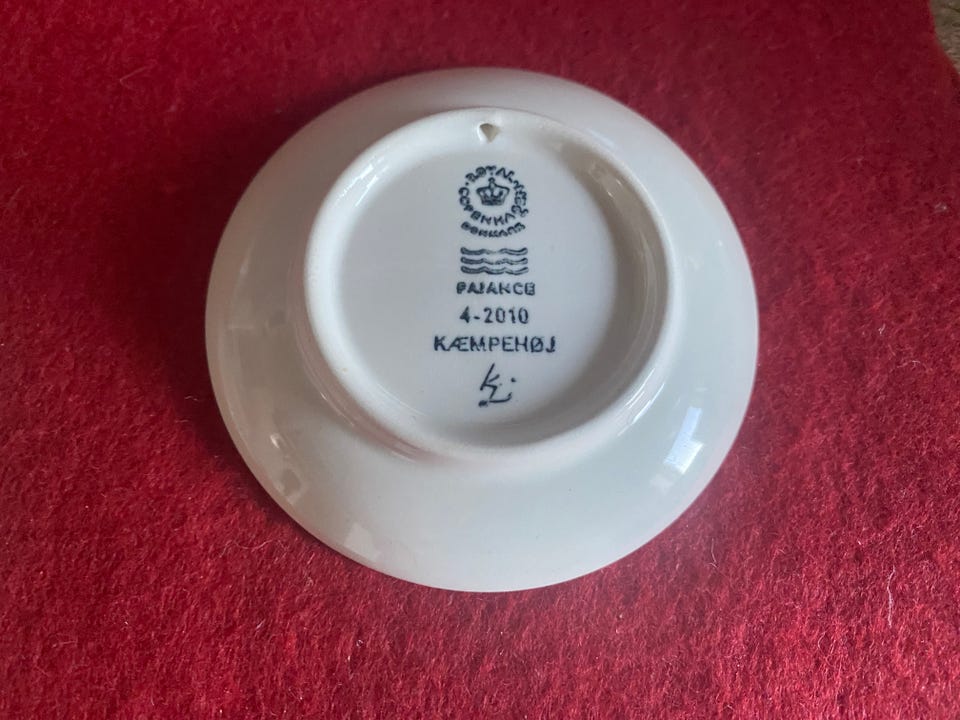 ROYAL COPENHAGEN
DENMARK
FAJANCE
4-2010
KÆMPEHØJ